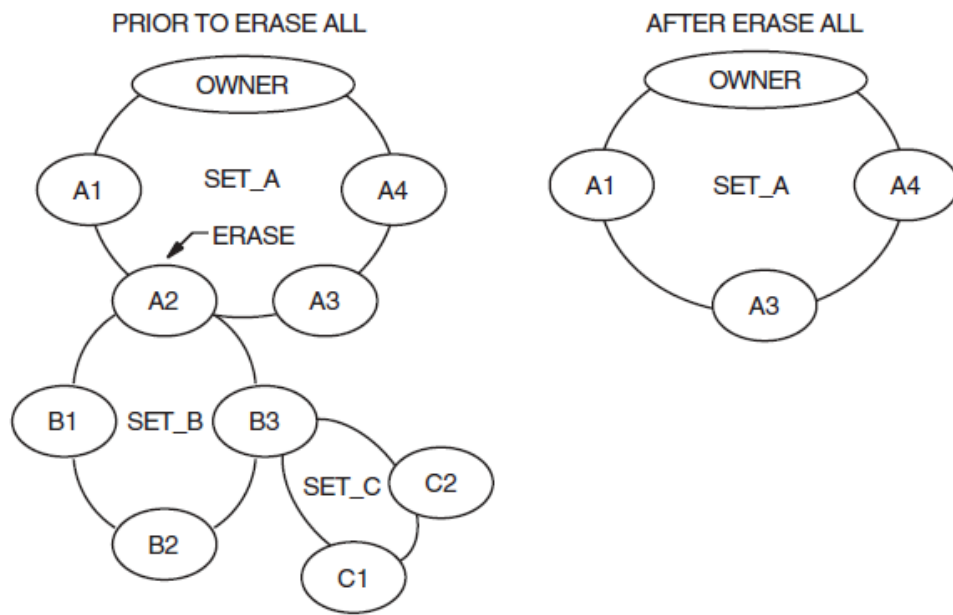 PRIOR TO ERASE ALL
OWNER
A1
SET_A
A4
ERASE
A2
A3
B1
SET_B
B3
SET_C
C2
B2
C1
AFTER ERASE ALL
OWNER
A1
SET_A
A4
A3